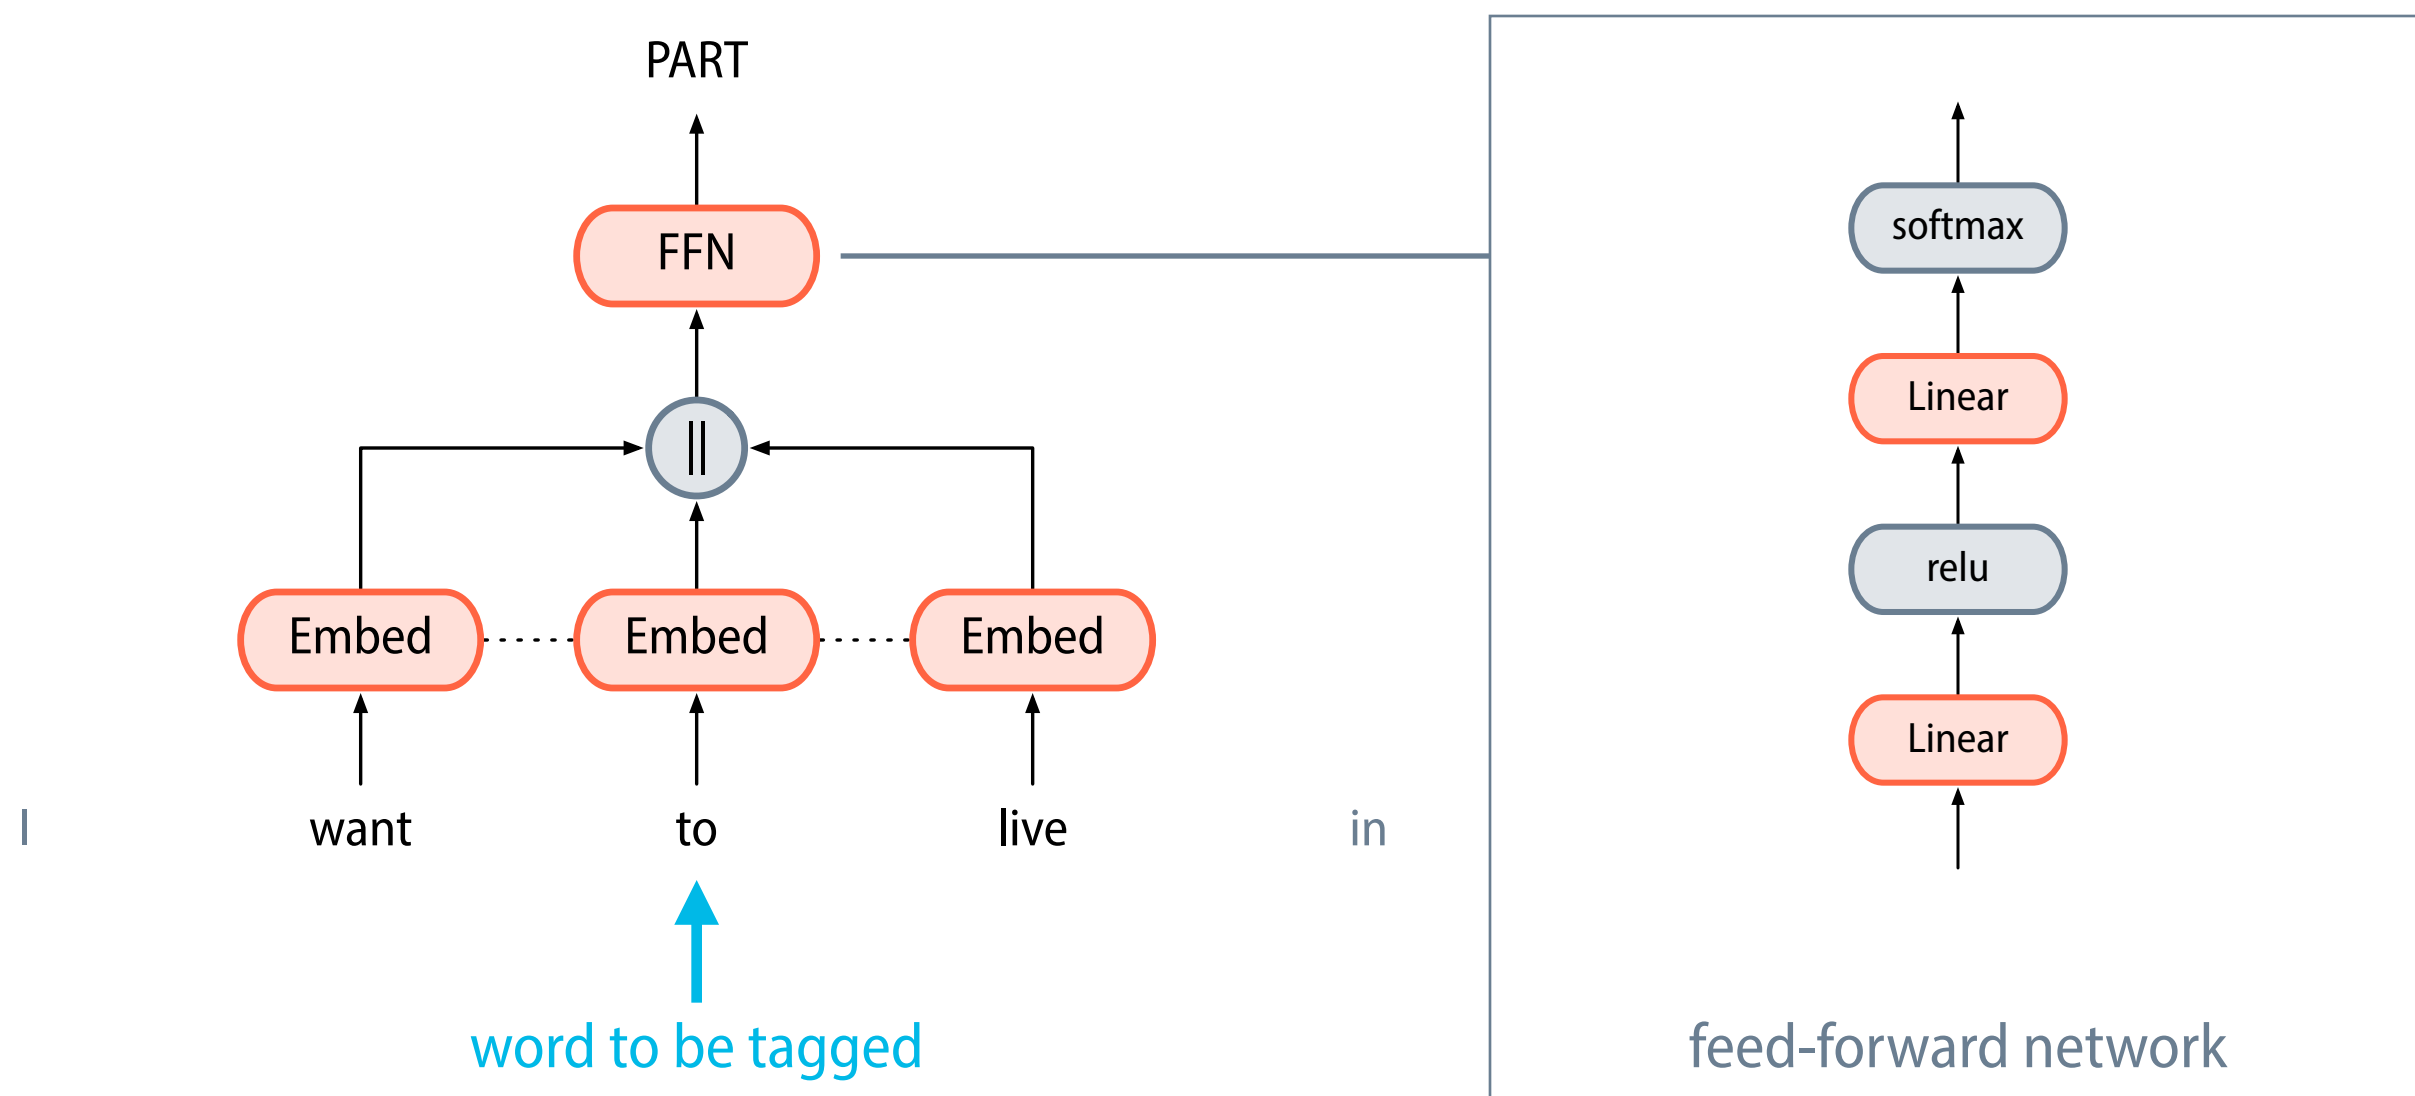 PART
FFN
||
Embed Embed Embed
I want to live in
word to be tagged
softmax
Linear
relu
Linear
feed-forward network